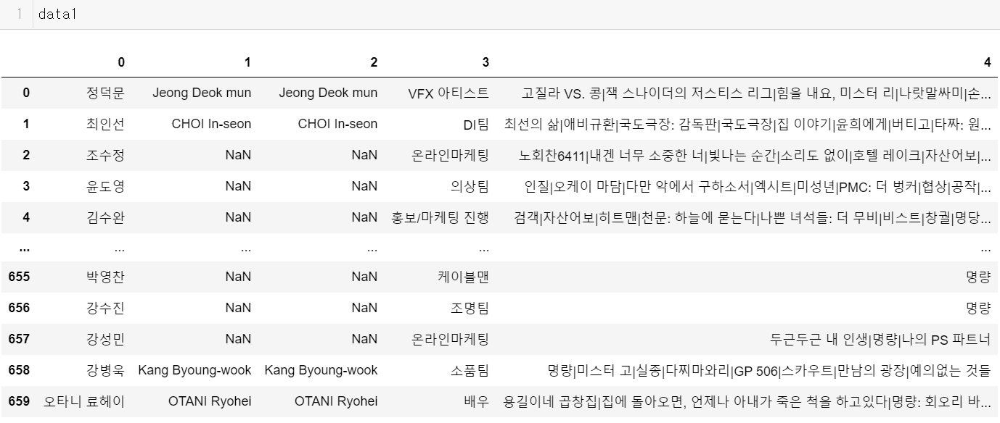 1 data1
0 1 2 3 4
0 정덕문 Jeong Deok mun Jeong Deok mun VFX 아티스트 고질라 VS. 콩|잭 스나이더의 저스티스 리그|힘을 내요, 미스터 리|나랏말싸미|손...
1 최인선 CHOI In-seon CHOI In-seon DI팀 최선의 삶|애비규환|국도극장: 감독판|국도극장|집 이야기|윤희에게|버티고|타짜: 원...
2 조수정 NaN NaN 온라인마케팅 노회찬6411|내겐 너무 소중한 너|빛나는 순간|소리도 없이|호텔 레이크|자산어보|...
3 윤도영 NaN NaN 의상팀 인질|오케이 마담|다만 악에서 구하소서|엑시트|미성년|PMC: 더 벙커|협상|공작|...
4 김수완 NaN NaN 홍보/마케팅 진행 검객|자산어보|히트맨|천문: 하늘에 묻는다|나쁜 녀석들: 더 무비|비스트|창궐|명당...
... ... ... ... ... ...
655 박영찬 NaN NaN 케이블맨 명량
656 강수진 NaN NaN 조명팀 명량
657 강성민 NaN NaN 온라인마케팅 두근두근 내 인생|명량|나의 PS 파트너
658 강병욱 Kang Byoung-wook Kang Byoung-wook 소품팀 명량|미스터 고|실종|다찌마와리|GP 506|스카우트|만남의 광장|예의없는 것들
659 오타니 료헤이 OTANI Ryohei OTANI Ryohei 배우 용길이네 곱창집|집에 돌아오면, 언제나 아내가 죽은 척을 하고있다|명량: 회오리 바...